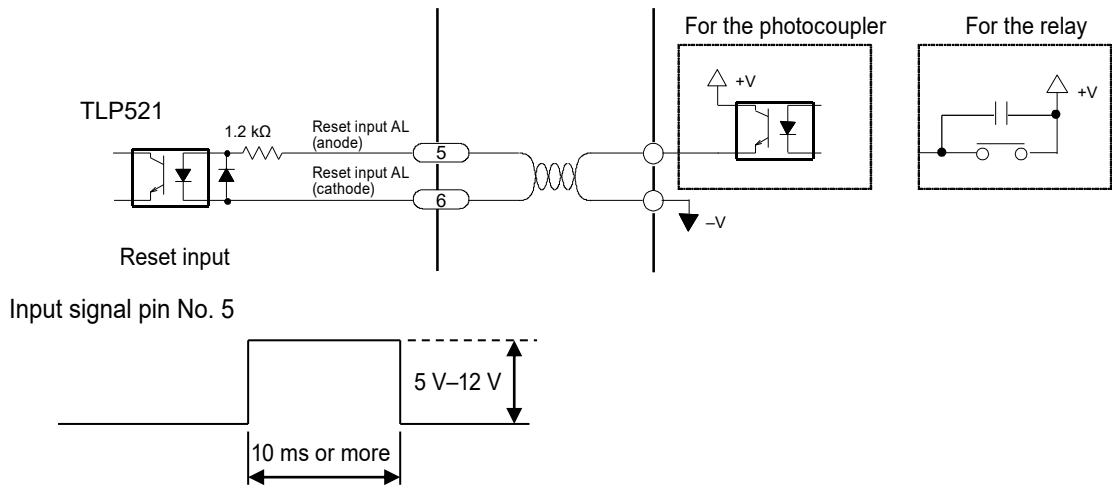 For the photocoupler
For the relay
+V
+V
TLP521
1.2 kΩ
Reset input AL
(anode)
5
Reset input AL
(cathode)
6
–V
Reset input
Input signal pin No. 5
5 V–12 V
10 ms or more